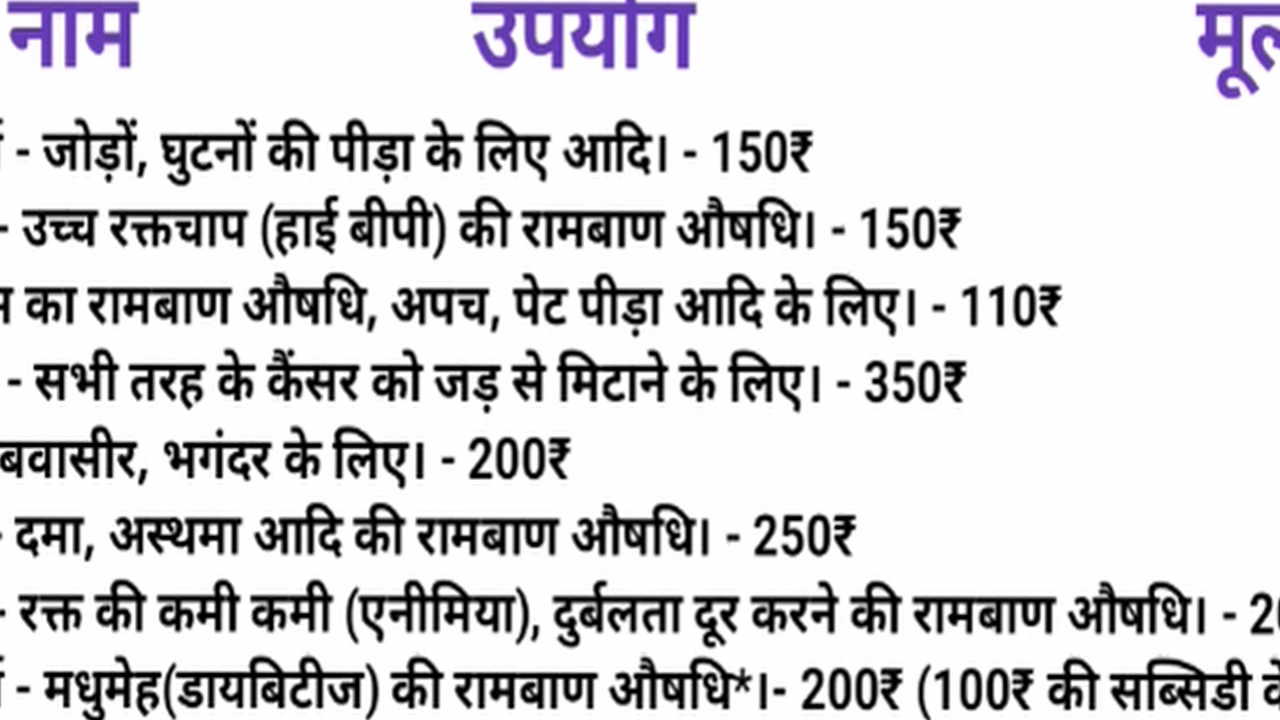 नाम उपयोग
- जोड़ों, घुटनों की पीड़ा के लिए आदि। - 150₹
- उच्च रक्तचाप (हाई बीपी) की रामबाण औषधि। - 150₹
का रामबाण औषधि, अपच, पेट पीड़ा आदि के लिए। - 110₹
- सभी तरह के कैंसर को जड़ से मिटाने के लिए। - 350₹
बवासीर, भगंदर के लिए। - 200₹
- दमा, अस्थमा आदि की रामबाण औषधि। - 250₹
- रक्त की कमी कमी (एनीमिया), दुर्बलता दूर करने की रामबाण औषधि। -
- मधुमेह(डायबिटीज) की रामबाण औषधि*।- 200₹ (100₹ की सब्सिडी